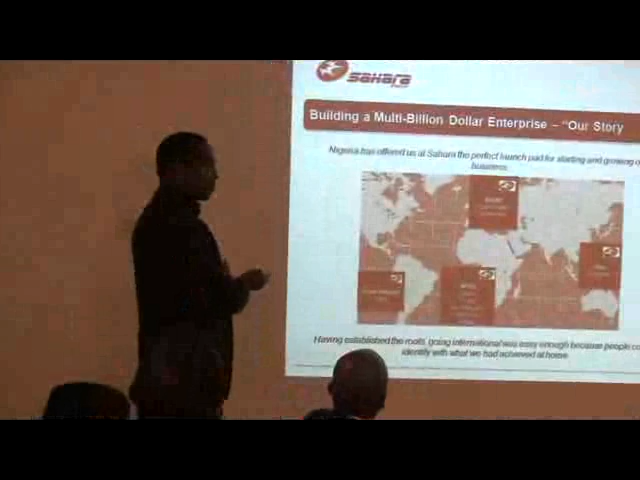 sahara
Building a Multi-Billion Dollar Enterprise – "Our Story
Nigeria has offered us at Sahara the perfect launch pad for starting and growing o
business.
Having established the roots, going international was easy enough because people co
identify with what we had achieved at home.